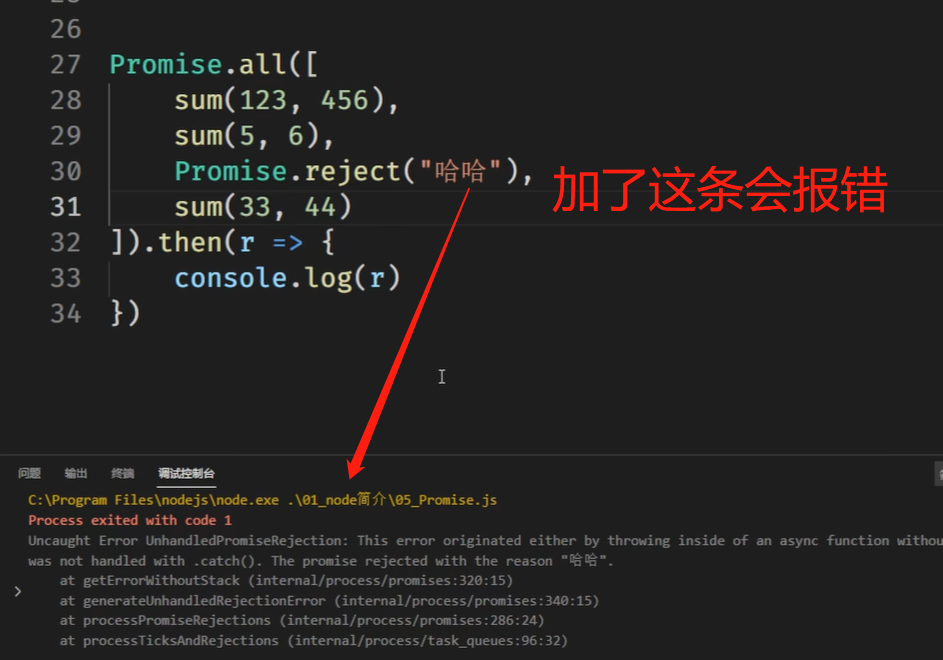 26
27 Promise.all([
28 sum(123, 456),
29 sum(5, 6),
30 Promise.reject("哈哈"),
加了这条会报错
31 sum(33, 44)
32 ]).then(r => {
33 console.log(r)
34 })
问题 输出 终端 调试控制台
C:\Program Files\nodejs\node.exe .\01_node简介\05_Promise.js
Process exited with code 1
Uncaught Error UnhandledPromiseRejection: This error originated either by throwing inside of an async function withou
was not handled with .catch(). The promise rejected with the reason "哈哈".
at getErrorWithoutStack (internal/process/promises:320:15)
at generateUnhandledRejectionError (internal/process/promises:340:15)
at processPromiseRejections (internal/process/promises:286:24)
at processTicksAndRejections (internal/process/task_queues:96:32)